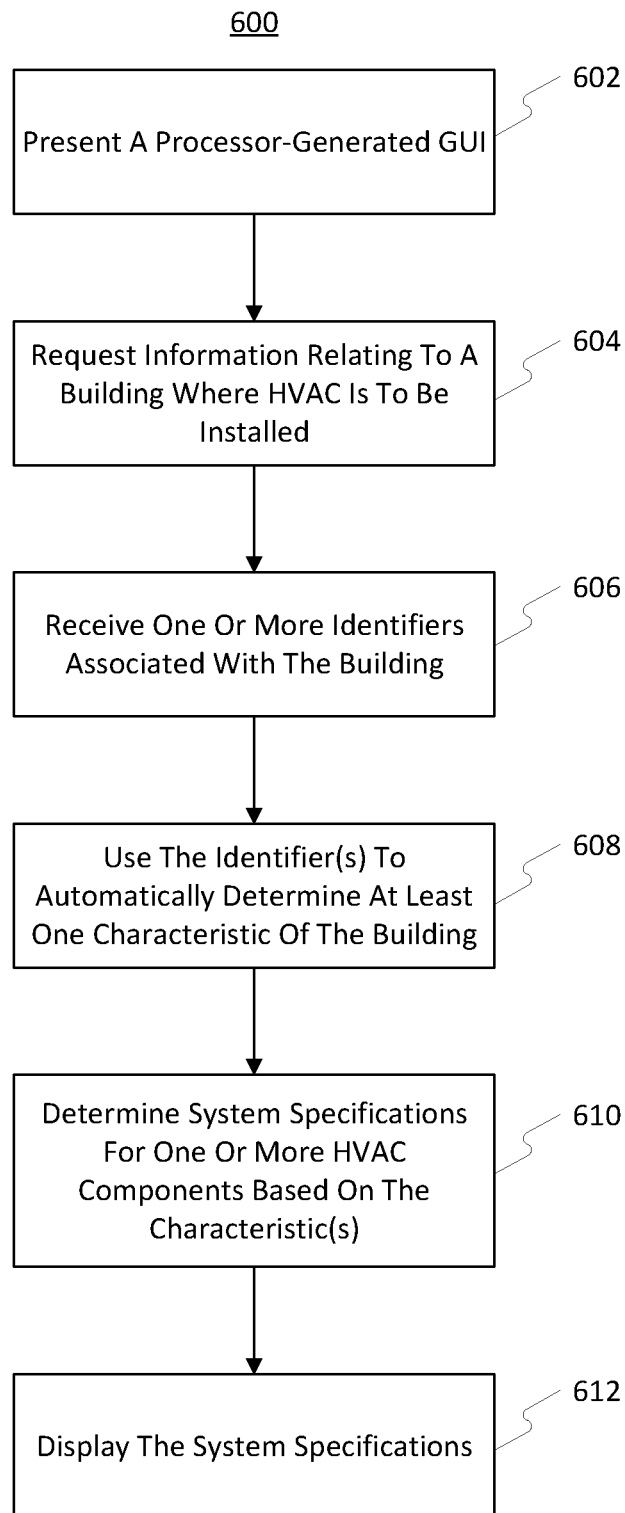 600
602
Present A Processor-Generated GUI
604
Request Information Relating To A
Building Where HVAC Is To Be
Installed
606
Receive One Or More Identifiers
Associated With The Building
608
Use The Identifier(s) To
Automatically Determine At Least
One Characteristic Of The Building
610
Determine System Specifications
For One Or More HVAC
Components Based On The
Characteristic(s)
612
Display The System Specifications